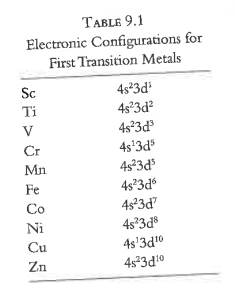 TABLE 9.1
Electronic Configurations for
First Transition Metals
Sc 4s²3d¹
Ti 4s²3d²
V 4s²3d³
Cr 4s¹3d⁵
Mn 4s²3d⁵
Fe 4s²3d⁶
Co 4s²3d⁷
Ni 4s²3d⁸
Cu 4s¹3d¹⁰
Zn 4s²3d¹⁰